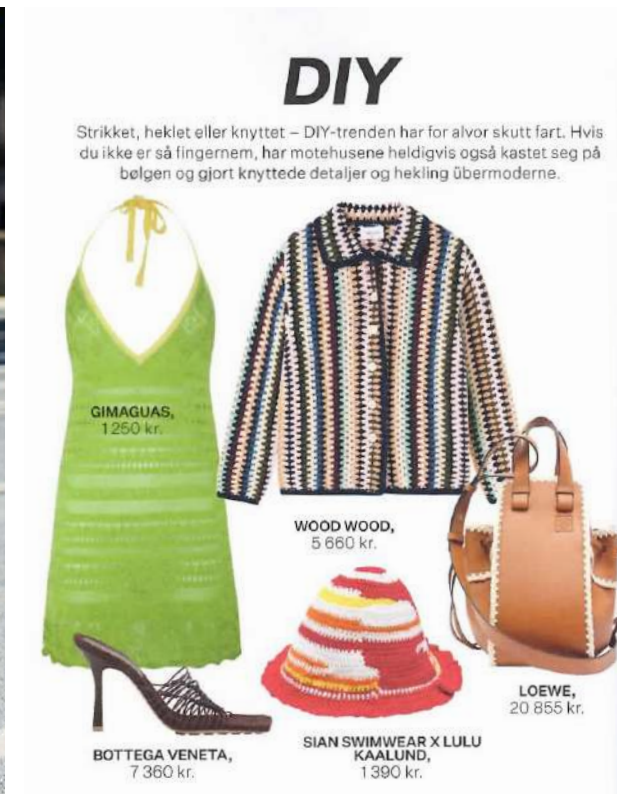 DIY
Strikket, heklet eller knyttet – DIY-trenden har for alvor skutt fart. Hvis
du ikke er så fingernem, har motehusene heldigvis også kastet seg på
bølgen og gjort knyttede detaljer og hekling übermoderne.
GIMAGUAS,
1 250 kr.
WOOD WOOD,
5 660 kr.
LOEWE,
20 855 kr.
BOTTEGA VENETA,
7 360 kr.
SIAN SWIMWEAR X LULU
KAALUND,
1 390 kr.